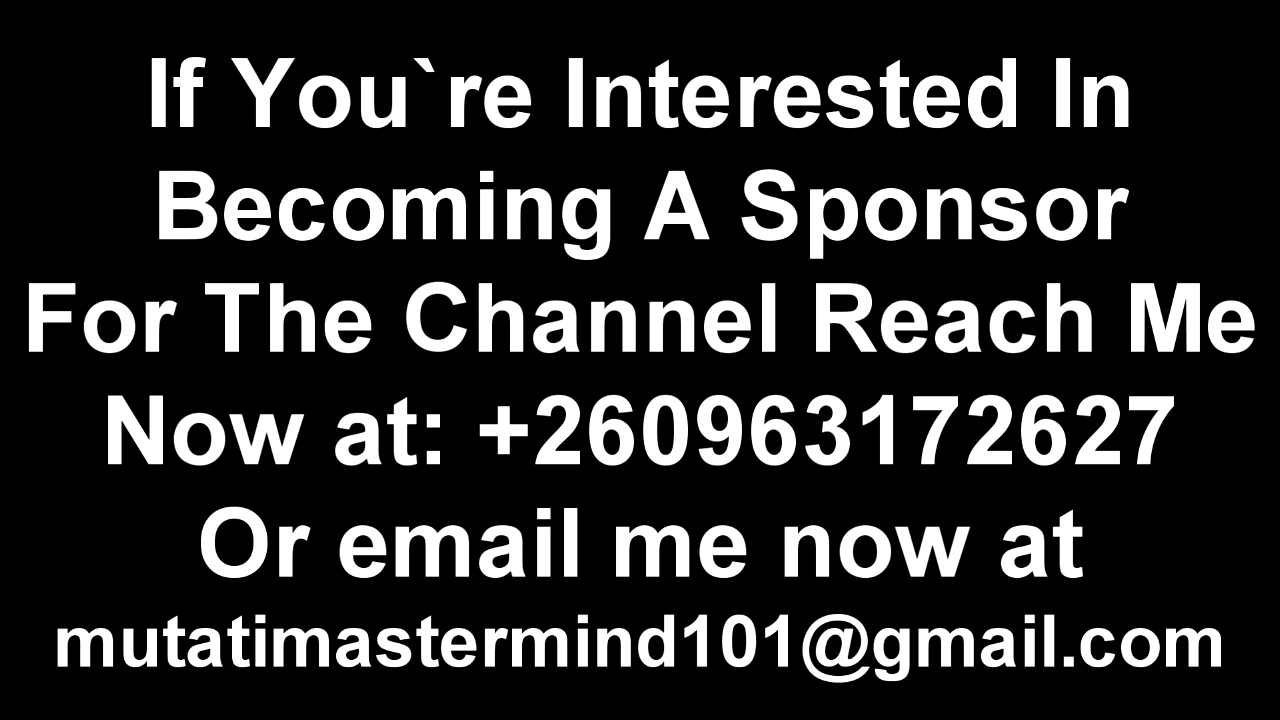 If You`re Interested In
Becoming A Sponsor
For The Channel Reach Me
Now at: +260963172627
Or email me now at
mutatimastermind101@gmail.com